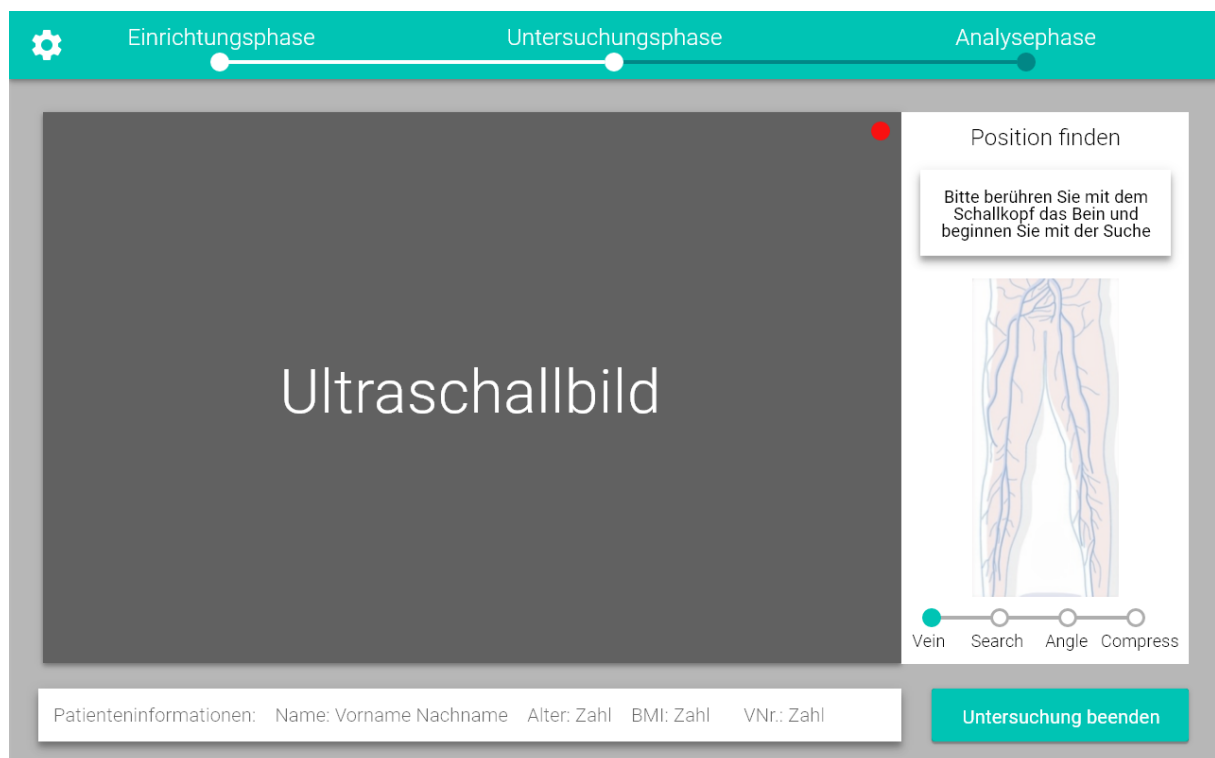 Einrichtungsphase Untersuchungsphase Analysephase
Ultraschallbild
Position finden
Bitte berühren Sie mit dem
Schallkopf das Bein und
beginnen Sie mit der Suche
Vein Search Angle Compress
Patienteninformationen: Name: Vorname Nachname Alter: Zahl BMI: Zahl VNr.: Zahl
Untersuchung beenden